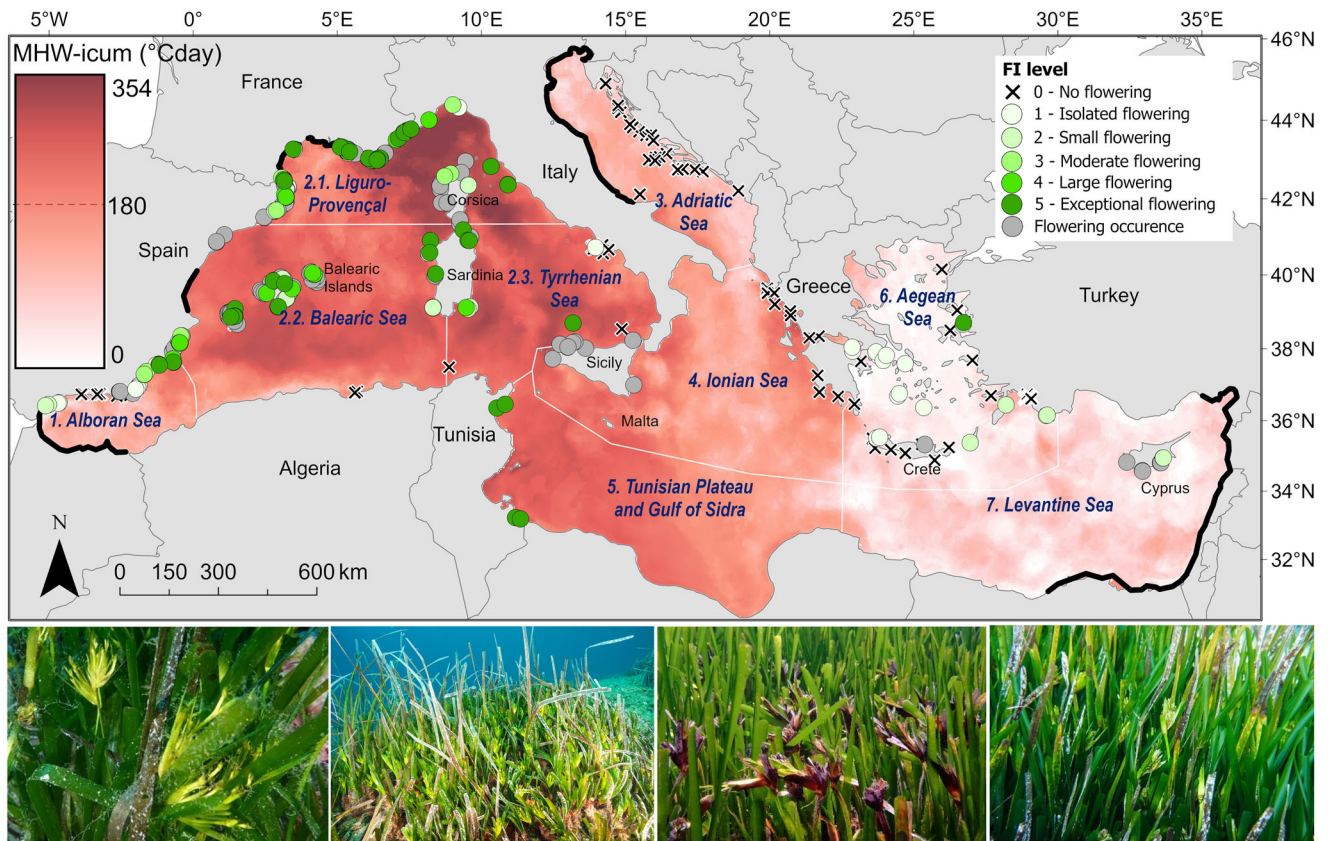 5°W 0° 5°E 10°E 15°E 20°E 25°E 30°E 35°E
MHW-icum (°Cday)
354
180
0
46°N
44°N
42°N
40°N
38°N
36°N
34°N
32°N
FI level
0 - No flowering
1 - Isolated flowering
2 - Small flowering
3 - Moderate flowering
4 - Large flowering
5 - Exceptional flowering
Flowering occurence
France
Italy
Spain
Greece
Turkey
2.1. Liguro-
Provençal
Corsica
3. Adriatic
Sea
Balearic
Islands
Sardinia
2.3. Tyrrhenian
Sea
6. Aegean
Sea
2.2. Balearic Sea
Sicily
4. Ionian Sea
1. Alboran Sea
Malta
Tunisia
Algeria
Crete
Cyprus
5. Tunisian Plateau
and Gulf of Sidra
7. Levantine Sea
N
0 150 300 600 km